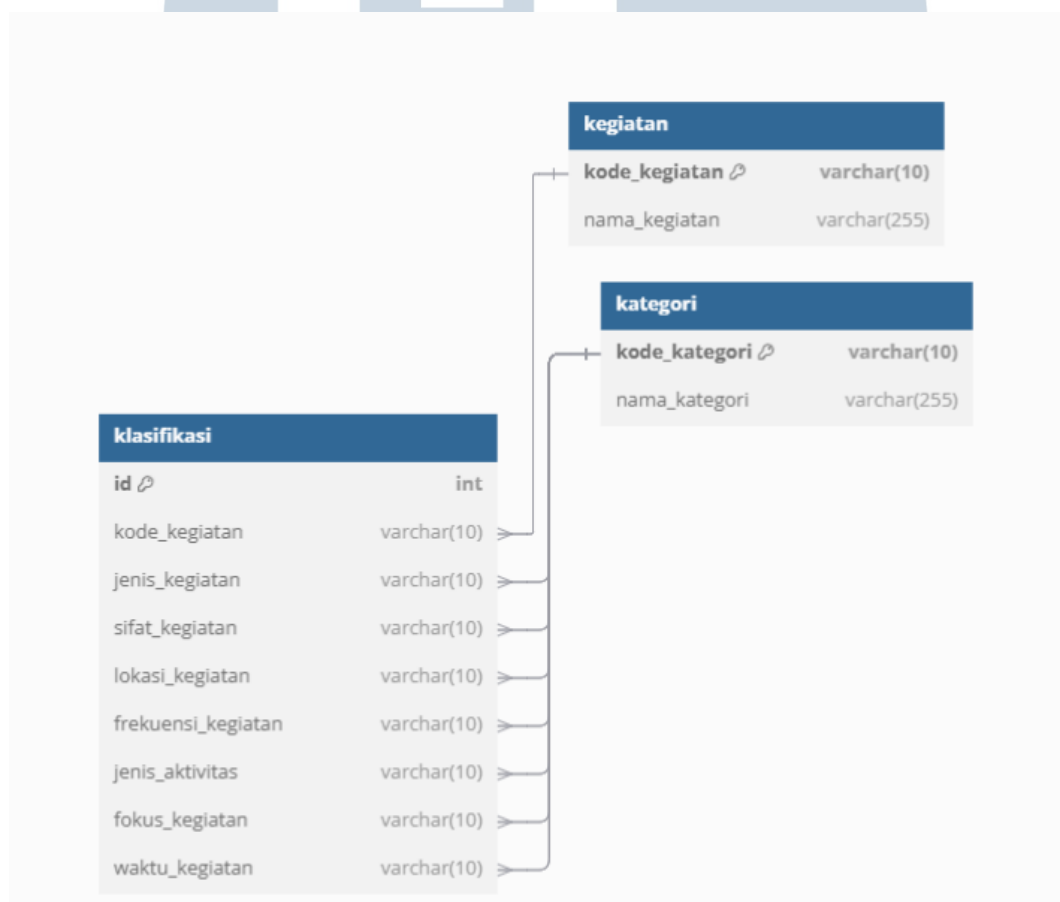 kegiatan
kode_kegiatan varchar(10)
nama_kegiatan varchar(255)
kategori
kode_kategori varchar(10)
nama_kategori varchar(255)
klasifikasi
id int
kode_kegiatan varchar(10)
jenis_kegiatan varchar(10)
sifat_kegiatan varchar(10)
lokasi_kegiatan varchar(10)
frekuensi_kegiatan varchar(10)
jenis_aktivitas varchar(10)
fokus_kegiatan varchar(10)
waktu_kegiatan varchar(10)